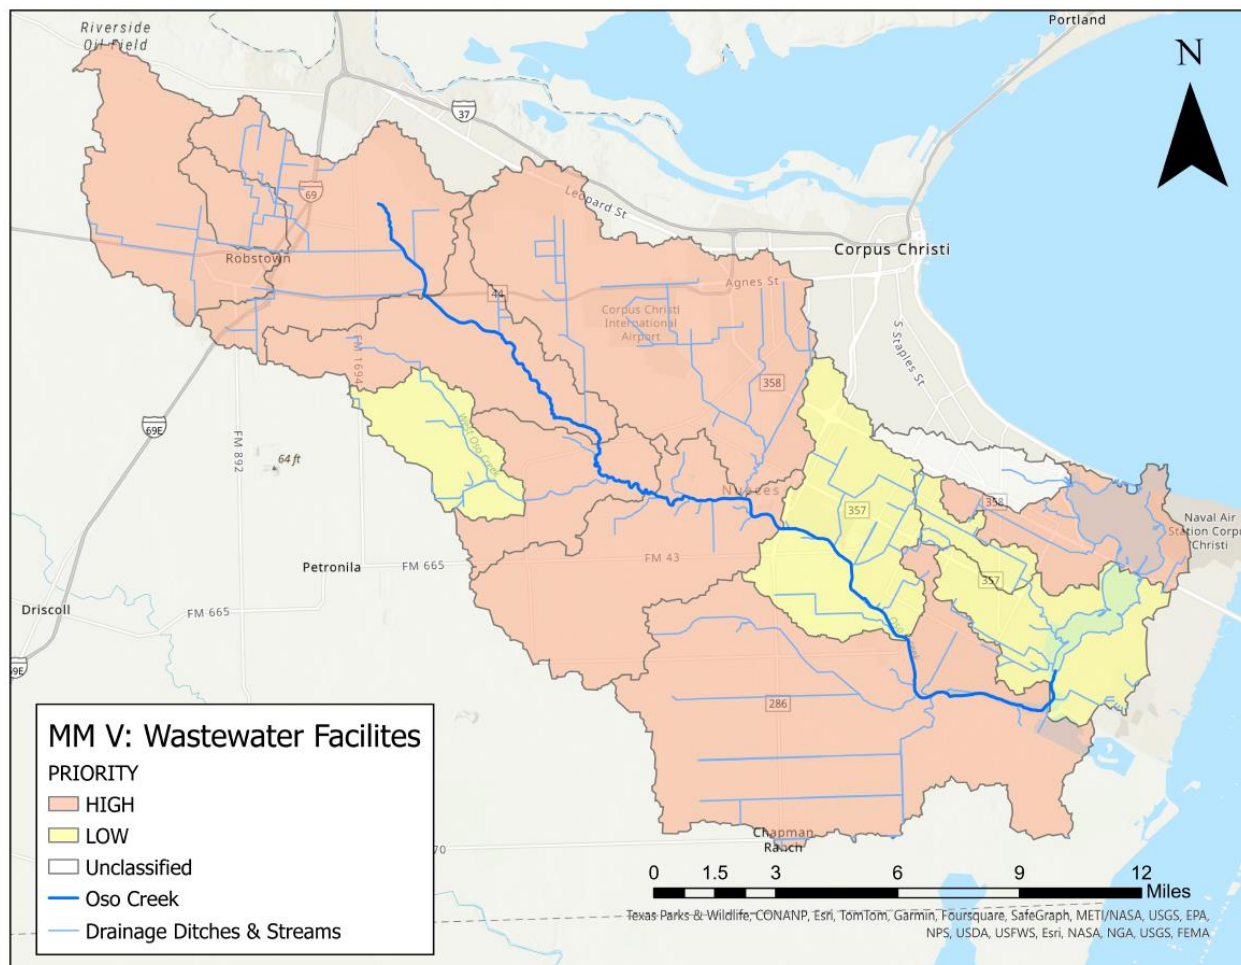 Portland
Riverside
Oil Field
N
37
69
Leopard St
Corpus Christi
Robstown
Agnes St
44
Corpus Christi
International
Airport
S Staples St
FM 1694
358
69E
FM 892
64 ft
West Oso Creek
Nueces
358
357
Naval Air
Station Corpu
Christi
FM 43
Petronila
FM 665
357
Driscoll
FM 665
69E
286
MM V: Wastewater Facilites
PRIORITY
HIGH
LOW
Unclassified
Oso Creek
Drainage Ditches & Streams
70
Chapman
Ranch
0 1.5 3 6 9 12
Miles
Texas Parks & Wildlife, CONANP, Esri, TomTom, Garmin, Foursquare, SafeGraph, METI/NASA, USGS, EPA,
NPS, USDA, USFWS, Esri, NASA, NGA, USGS, FEMA